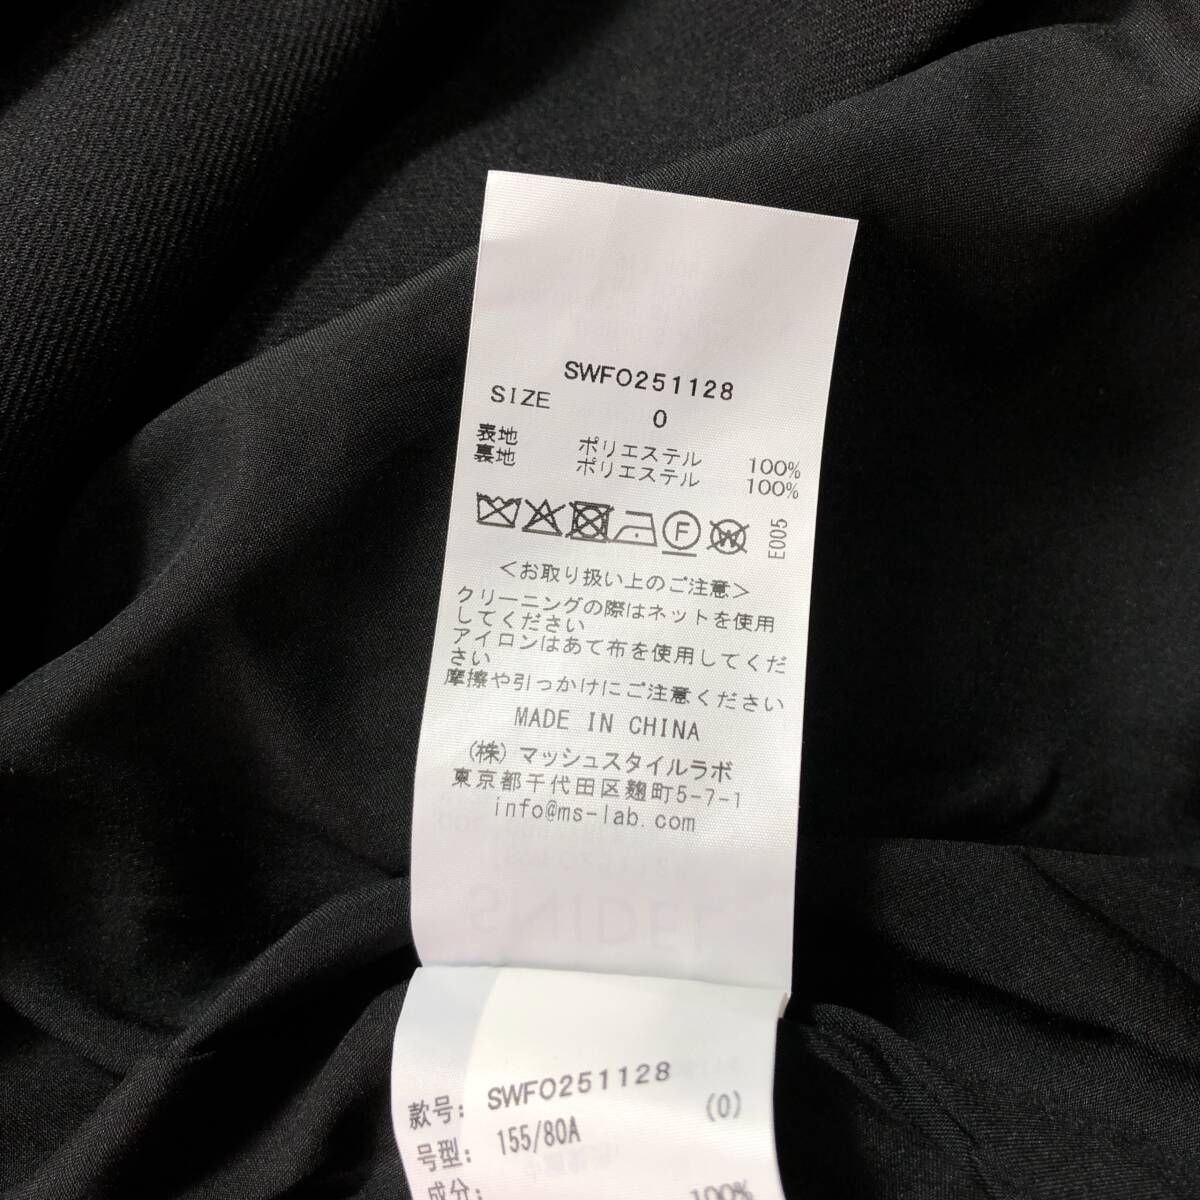 SWFO251128
SIZE 0
表地 ポリエステル 100%
裏地 ポリエステル 100%
F W E005
＜お取り扱い上のご注意＞
クリーニングの際はネットを使用
してください
アイロンはあて布を使用してくだ
さい
摩擦や引っかけにご注意ください
MADE IN CHINA
(株)マッシュスタイルラボ
東京都千代田区麹町5-7-1
info@ms-lab.com
SNIDEL
款号: SWFO251128 (0)
号型: 155/80A
成分: 100%